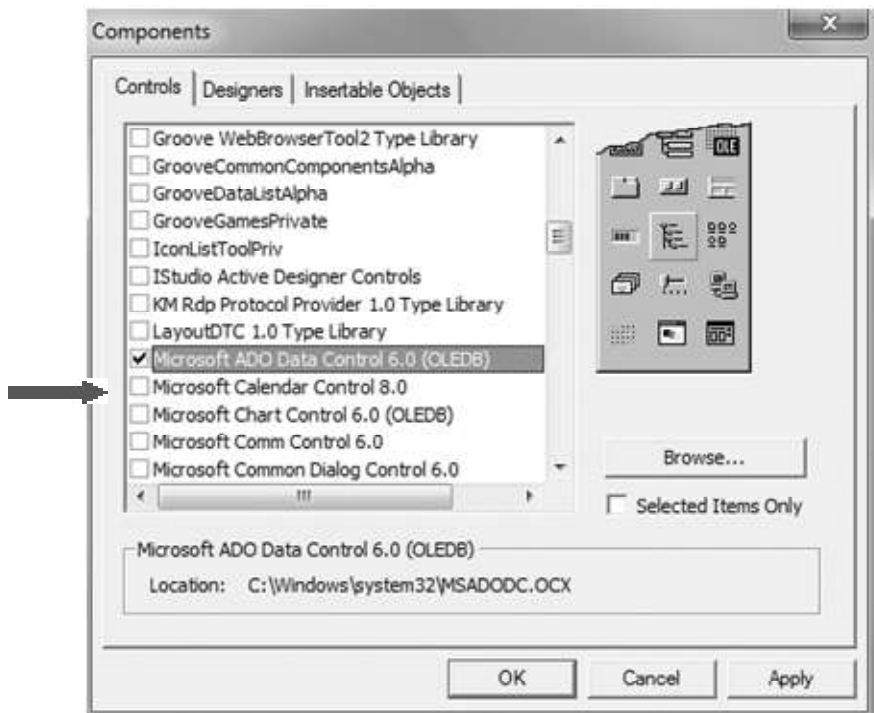 Components
Controls
Designers
Insertable Objects
Groove WebBrowserTool2 Type Library
GrooveCommonComponentsAlpha
GrooveDataListAlpha
GrooveGamesPrivate
IconListToolPriv
IStudio Active Designer Controls
KM Rdp Protocol Provider 1.0 Type Library
LayoutDTC 1.0 Type Library
Microsoft ADO Data Control 6.0 (OLEDB)
Microsoft Calendar Control 8.0
Microsoft Chart Control 6.0 (OLEDB)
Microsoft Comm Control 6.0
Microsoft Common Dialog Control 6.0
OLE
Browse...
Selected Items Only
Microsoft ADO Data Control 6.0 (OLEDB)
Location: C:\Windows\system32\MSADODC.OCX
OK
Cancel
Apply